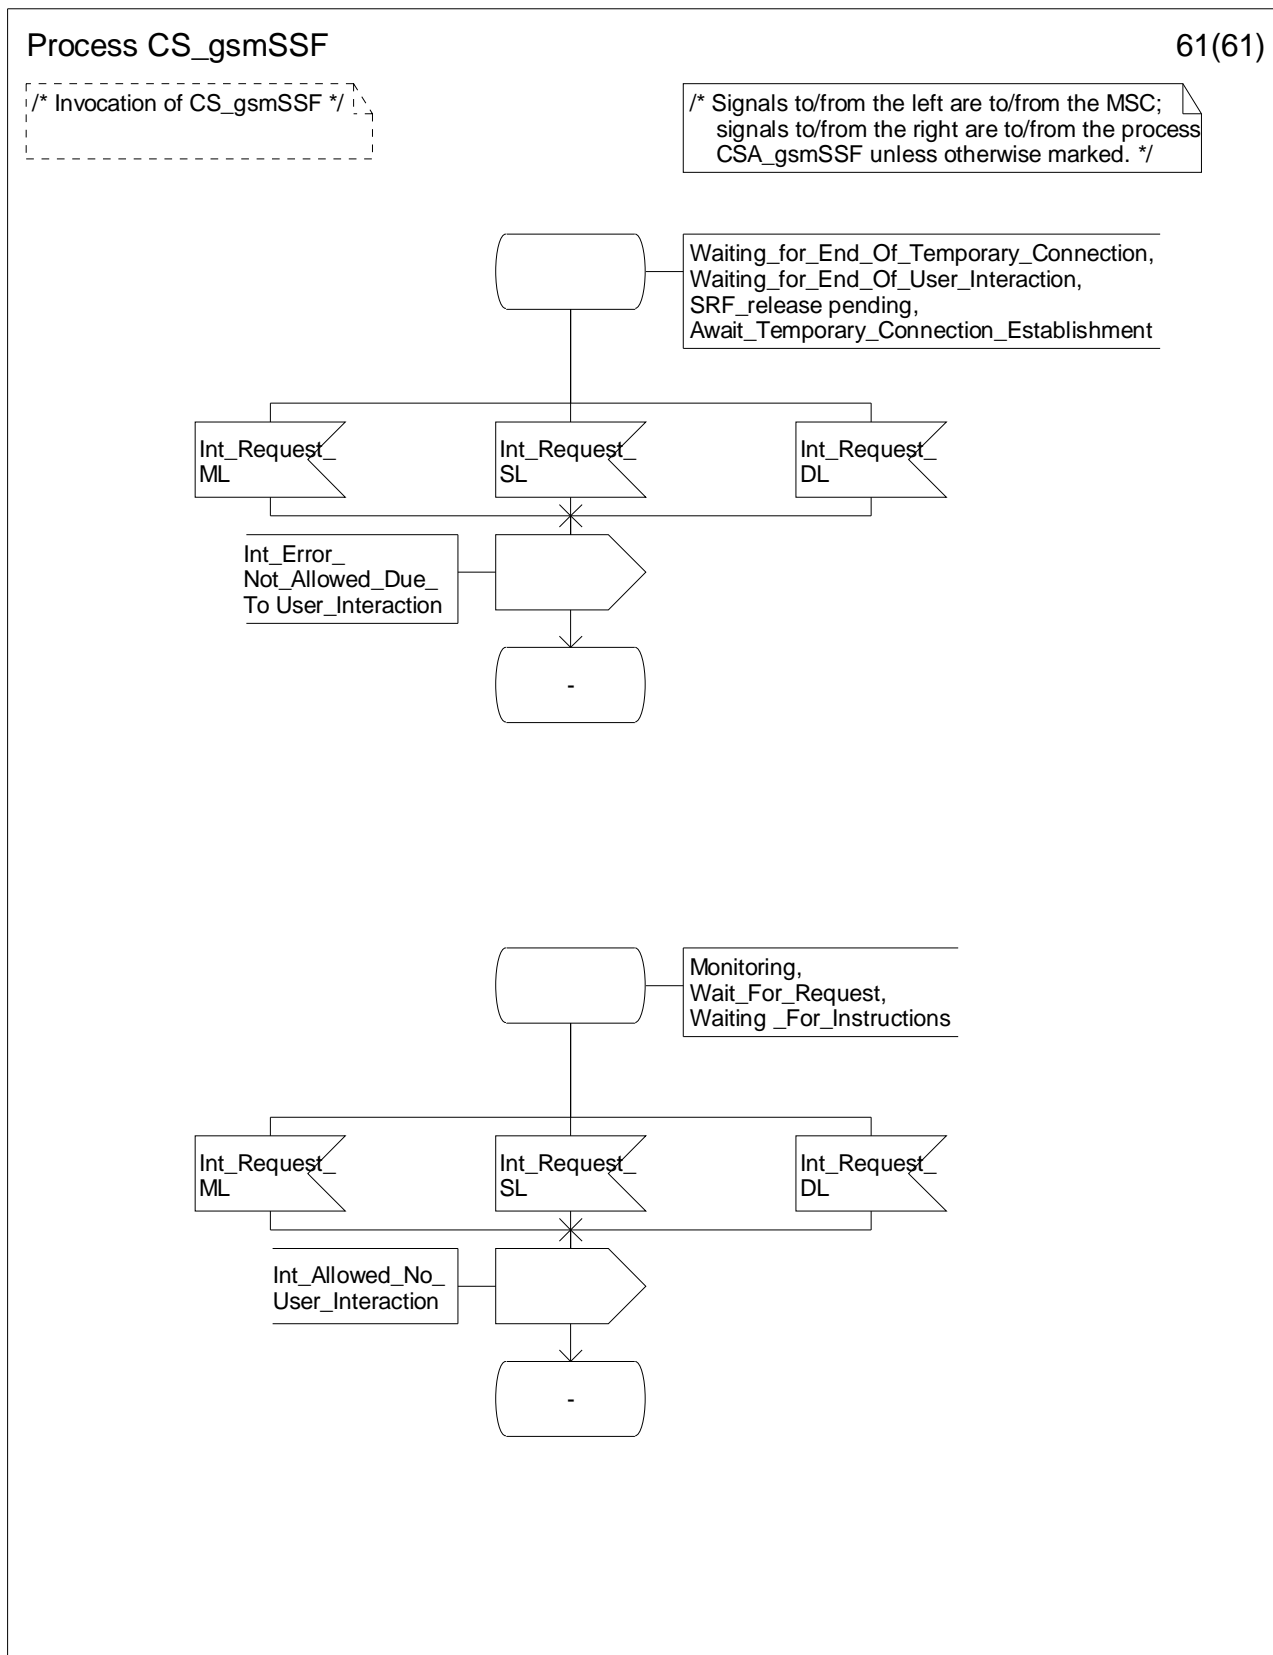 Process CS_gsmSSF
61(61)
/* Invocation of CS_gsmSSF */
/* Signals to/from the left are to/from the MSC;
signals to/from the right are to/from the process
CSA_gsmSSF unless otherwise marked. */
Waiting_for_End_Of_Temporary_Connection,
Waiting_for_End_Of_User_Interaction,
SRF_release pending,
Await_Temporary_Connection_Establishment
Int_Request_
ML
Int_Request_
SL
Int_Request_
DL
Int_Error_
Not_Allowed_Due_
To User_Interaction
-
Monitoring,
Wait_For_Request,
Waiting _For_Instructions
Int_Request_
ML
Int_Request_
SL
Int_Request_
DL
Int_Allowed_No_
User_Interaction
-